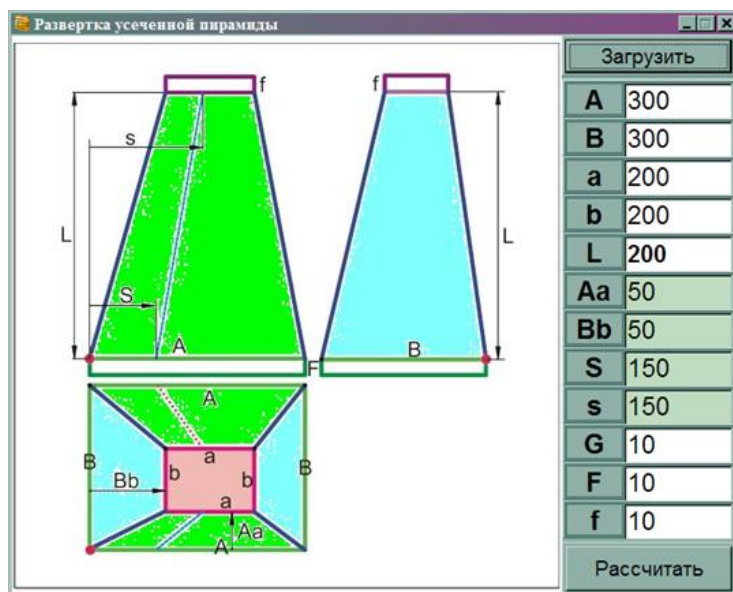 Развертка усеченной пирамиды
f
f
s
L
L
S
A
B
F
A
B
B
a
b
b
Bb
a
Aa
A
Загрузить
A 300
B 300
a 200
b 200
L 200
Aa 50
Bb 50
S 150
s 150
G 10
F 10
f 10
Рассчитать